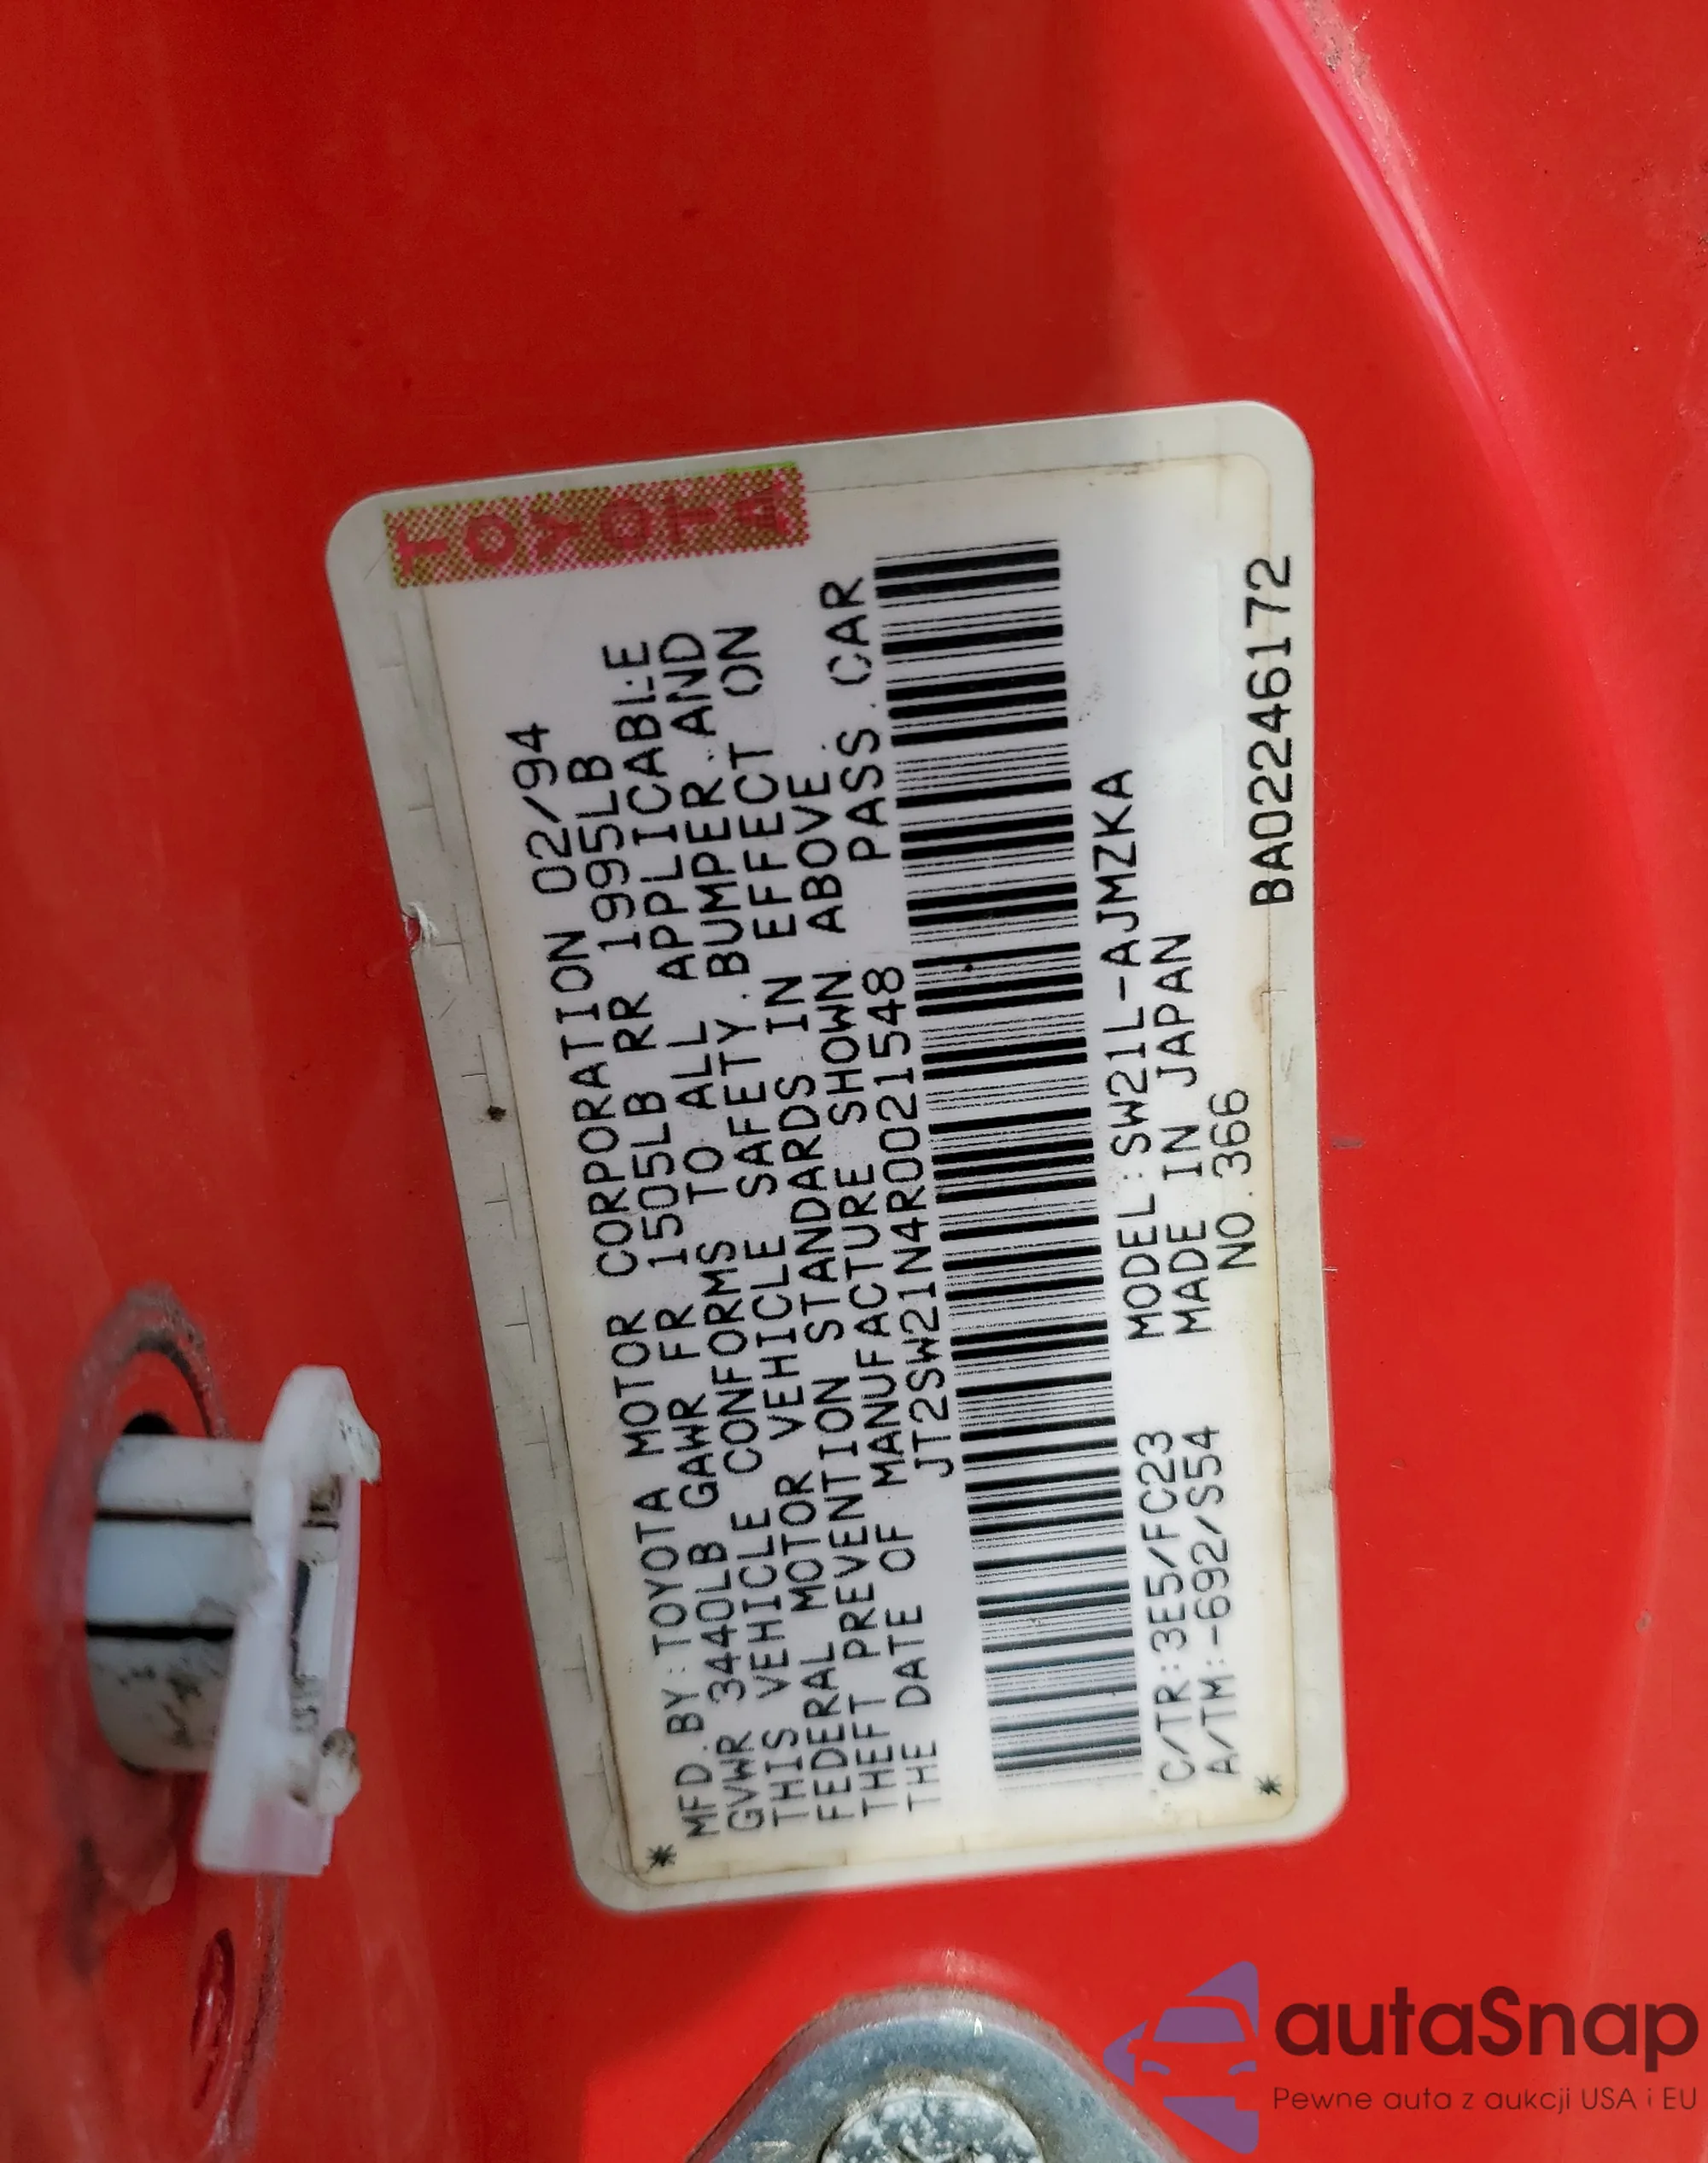 TOYOTA
MFD.BY:TOYOTA MOTOR CORPORATION 02/94
GVWR 3440LB GAWR FR 1505LB RR 1995LB
THIS VEHICLE CONFORMS TO ALL APPLICABLE
FEDERAL MOTOR VEHICLE SAFETY.BUMPER.AND
THEFT PREVENTION STANDARDS IN EFFECT ON
THE DATE OF MANUFACTURE SHOWN ABOVE.
JT2SW21N4R0021548 PASS.CAR
C/TR:3E5/FC23 MODEL:SW21L-AJMZKA
A/TM:-692/S54 MADE IN JAPAN
NO.366
BA02246172
autaSnap
Pewne auta z aukcji USA i EU